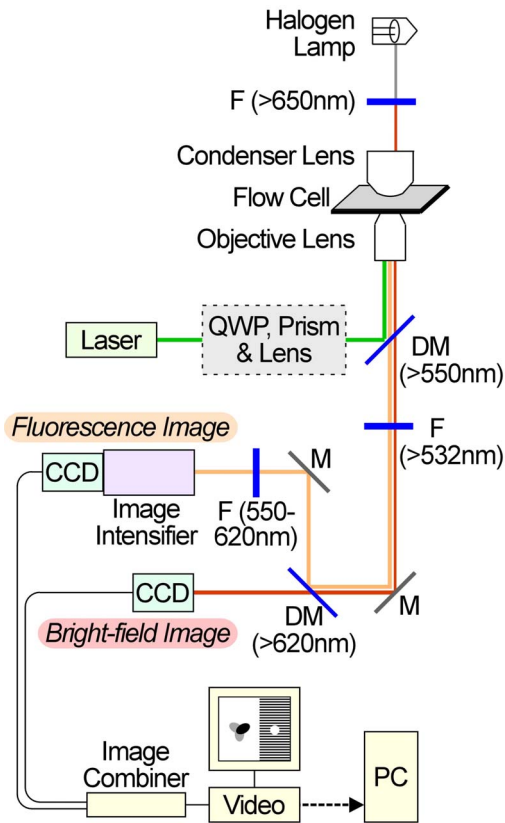 Halogen
Lamp
F (>650nm)
Condenser Lens
Flow Cell
Objective Lens
Laser
QWP, Prism
& Lens
DM
(>550nm)
F
(>532nm)
Fluorescence Image
CCD
Image
Intensifier
F (550-
620nm)
M
CCD
Bright-field Image
DM
(>620nm)
M
Image
Combiner
Video
PC